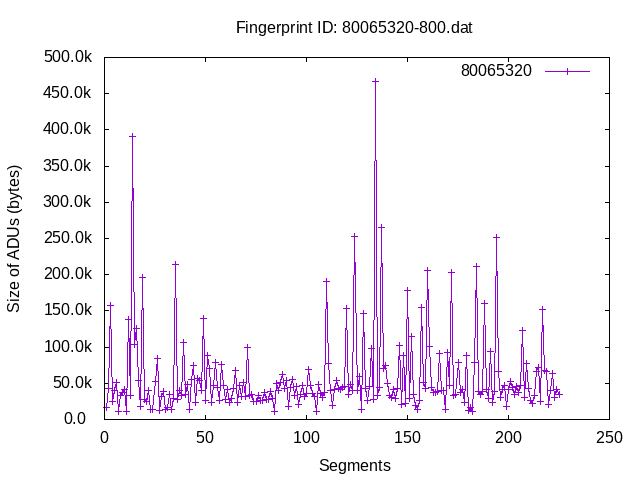 Fingerprint ID: 80065320-800.dat
80065320
500.0k
450.0k
400.0k
350.0k
300.0k
250.0k
200.0k
150.0k
100.0k
50.0k
0.0
Size of ADUs (bytes)
0 50 100 150 200 250
Segments